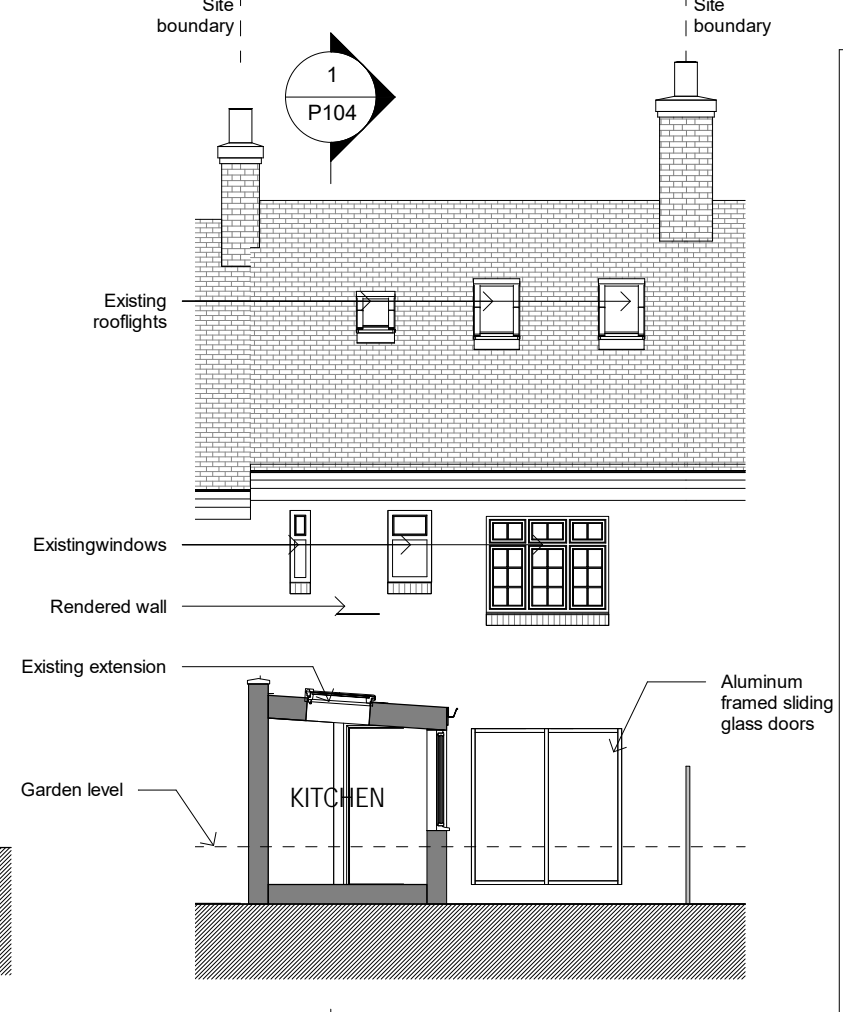 Site
boundary
Site
boundary
1
P104
Existing
rooflights
Existingwindows
Rendered wall
Existing extension
Aluminum
framed sliding
glass doors
Garden level
KITCHEN